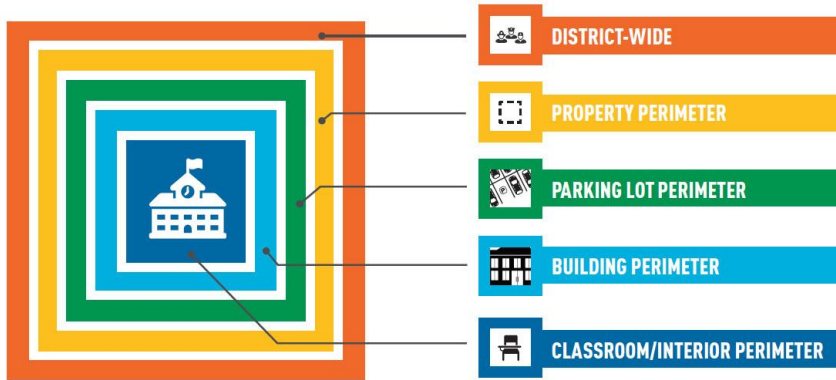 DISTRICT-WIDE
PROPERTY PERIMETER
PARKING LOT PERIMETER
BUILDING PERIMETER
CLASSROOM/INTERIOR PERIMETER